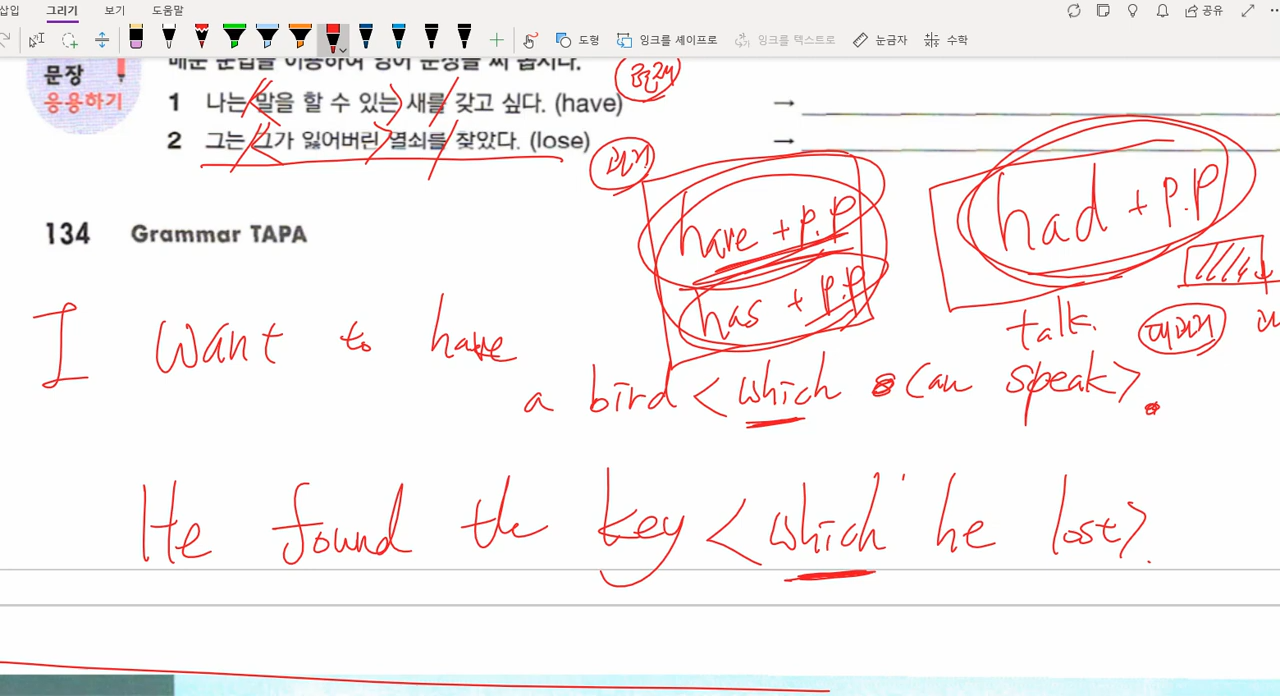 삽입 그리기 보기 도움말 공유
도형 잉크를 셰이프로 잉크를 텍스트로 눈금자 수학
문장
응용하기
배운 문법을 이용하여 영어 문장을 써 봅시다.
현재
1 나는 말을 할 수 있는 새를 갖고 싶다. (have) →
2 그는 그가 잃어버린 열쇠를 찾았다. (lose) →
과거
have + p.p
had + p.p
134 Grammar TAPA
has + p.p
talk.
I want to have
a bird < which can speak>.
He found the key < which he lost>.